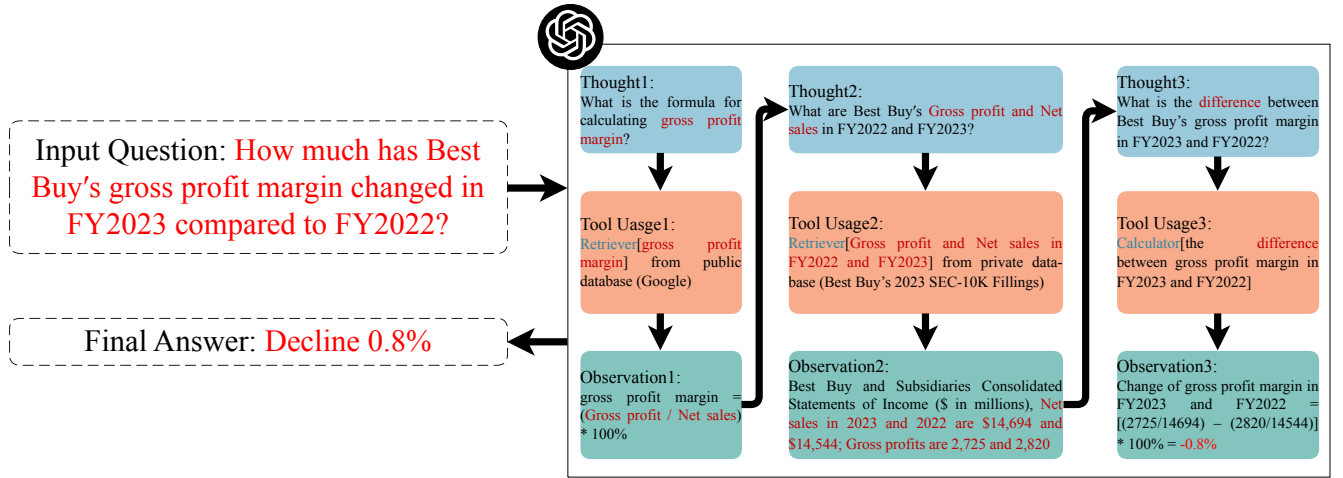 Input Question: How much has Best
Buy's gross profit margin changed in
FY2023 compared to FY2022?
Final Answer: Decline 0.8%
Thought1:
What is the formula for
calculating gross profit
margin?
Tool Uasge1:
Retriever[gross profit
margin] from public
database (Google)
Observation1:
gross profit margin =
(Gross profit / Net sales)
* 100%
Thought2:
What are Best Buy's Gross profit and Net
sales in FY2022 and FY2023?
Tool Usage2:
Retriever[Gross profit and Net sales in
FY2022 and FY2023] from private data-
base (Best Buy's 2023 SEC-10K Fillings)
Observation2:
Best Buy and Subsidiaries Consolidated
Statements of Income ($ in millions), Net
sales in 2023 and 2022 are $14,694 and
$14,544; Gross profits are 2,725 and 2,820
Thought3:
What is the difference between
Best Buy's gross profit margin
in FY2023 and FY2022?
Tool Usage3:
Calculator[the difference
between gross profit margin in
FY2023 and FY2022]
Observation3:
Change of gross profit margin in
FY2023 and FY2022 =
[(2725/14694) – (2820/14544)]
* 100% = -0.8%